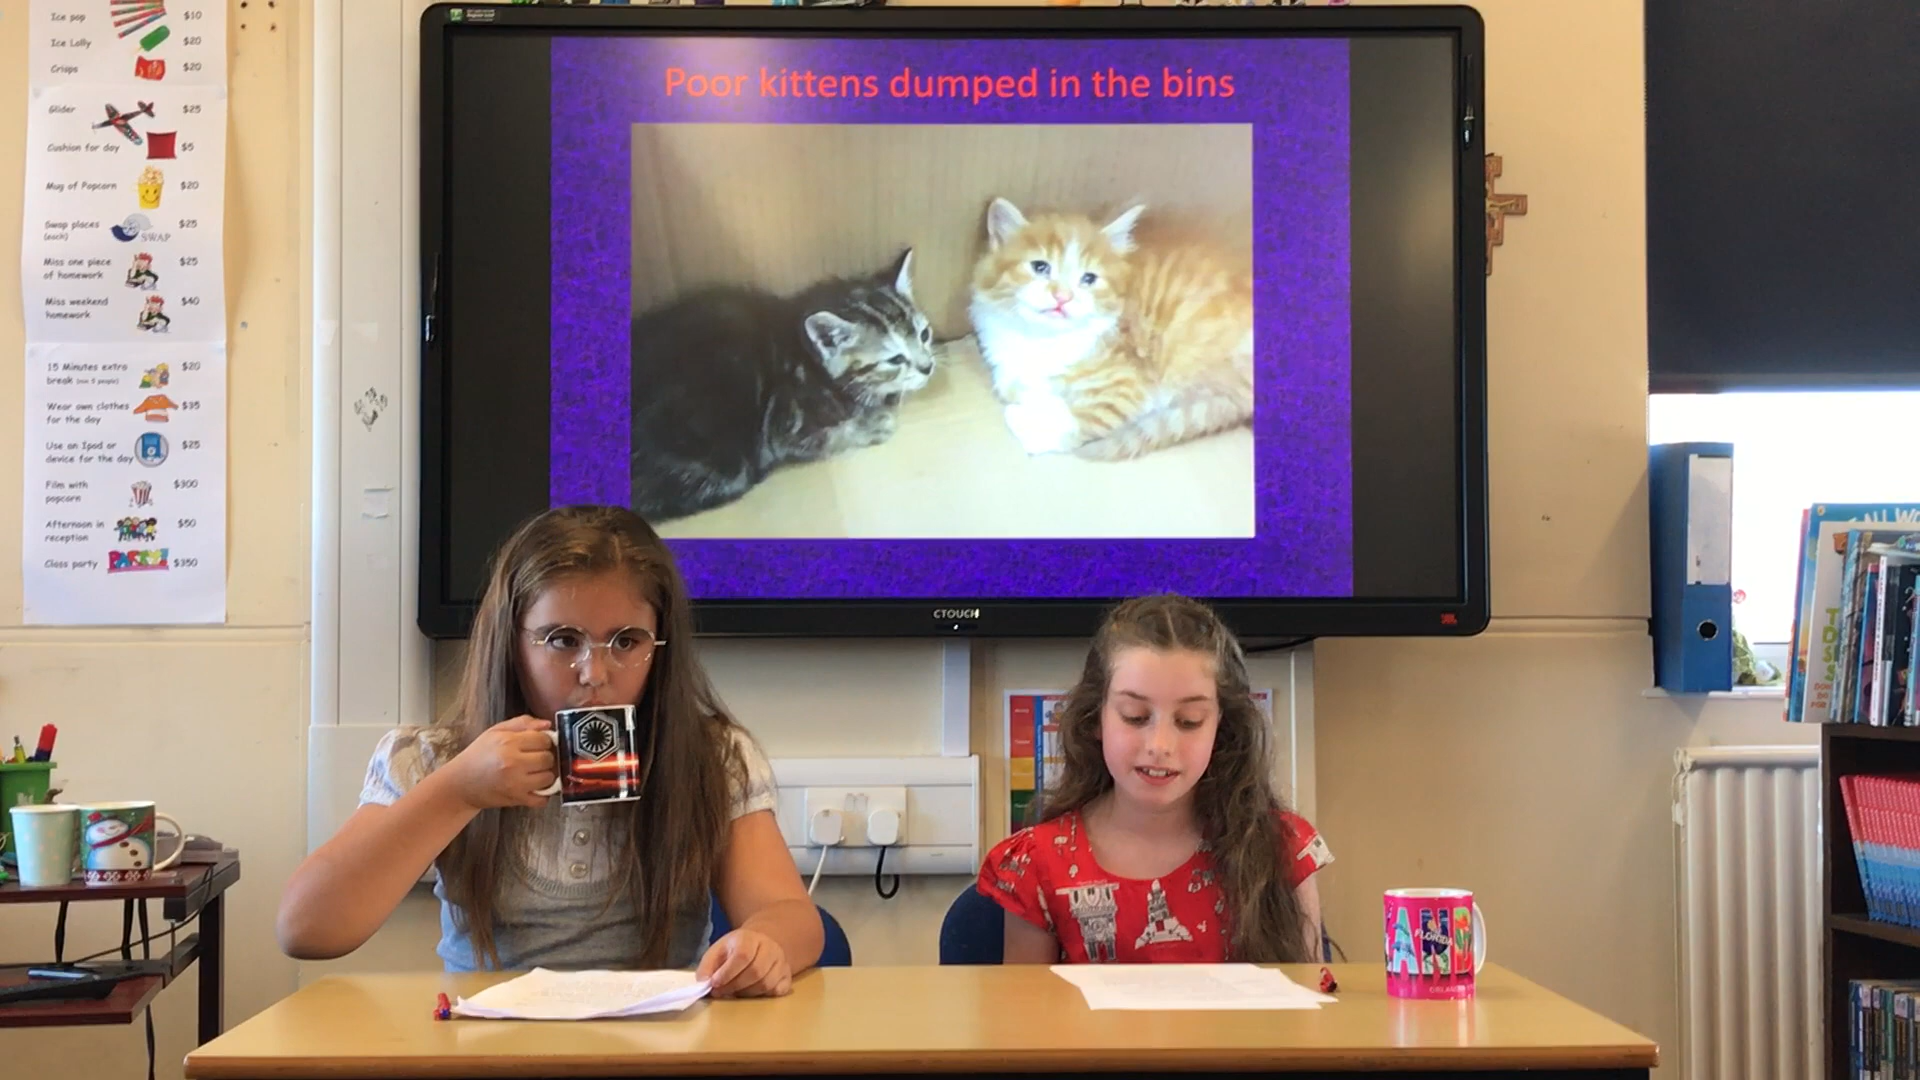 Ice pop $10
Ice Lolly $20
Crisps $20
Glider $25
Cushion for day $5
Mug of Popcorn $20
Swap places $25
(each) SWAP
Miss one piece $25
of homework
Miss weekend $40
homework
15 Minutes extra $20
break
Wear own clothes $35
for the day
Use an Ipod or $25
device for the day
Film with $300
popcorn
Afternoon in $50
reception
Class party PARTY! $350
Poor kittens dumped in the bins
CTOUCH
JBL
FLORIDA